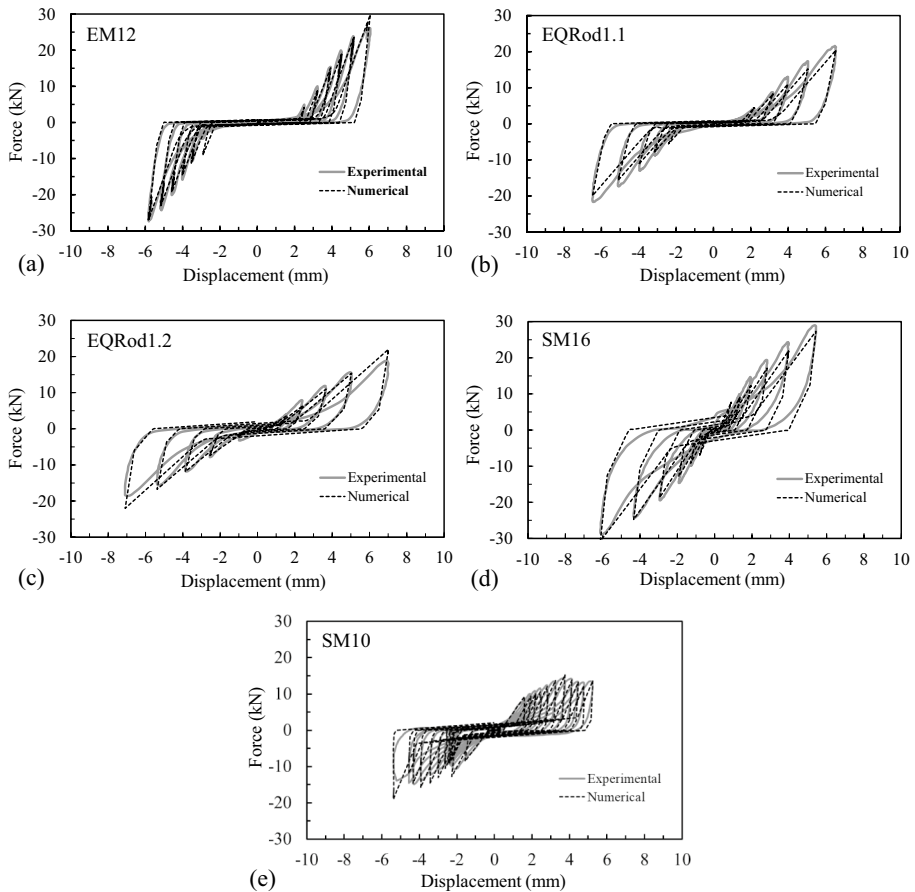 EM12
Force (kN)
30
20
10
0
-10
-20
-30
Experimental
Numerical
-10 -8 -6 -4 -2 0 2 4 6 8 10
Displacement (mm)
(a)
EQRod1.1
Force (kN)
30
20
10
0
-10
-20
-30
Experimental
Numerical
-10 -8 -6 -4 -2 0 2 4 6 8 10
Displacement (mm)
(b)
EQRod1.2
Force (kN)
30
20
10
0
-10
-20
-30
Experimental
Numerical
-10 -8 -6 -4 -2 0 2 4 6 8 10
Displacement (mm)
(c)
SM16
Force (kN)
30
20
10
0
-10
-20
-30
Experimental
Numerical
-10 -8 -6 -4 -2 0 2 4 6 8 10
Displacement (mm)
(d)
SM10
Force (kN)
30
20
10
0
-10
-20
-30
Experimental
Numerical
-10 -8 -6 -4 -2 0 2 4 6 8 10
Displacement (mm)
(e)